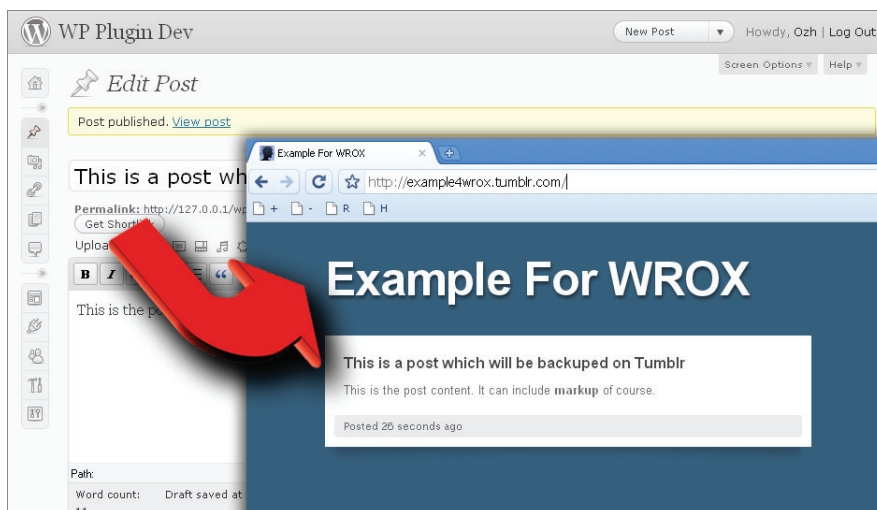 WP Plugin Dev
New Post
Howdy, Ozh | Log Out
Screen Options
Help
Edit Post
Post published. View post
This is a post wh
Permalink: http://127.0.0.1/wp
Get Shortl
Uploa
B I
This is the po
Path:
Word count: Draft saved at
11
Example For WROX
http://example4wrox.tumblr.com/
+ - R H
Example For WROX
This is a post which will be backuped on Tumblr
This is the post content. It can include markup of course.
Posted 26 seconds ago